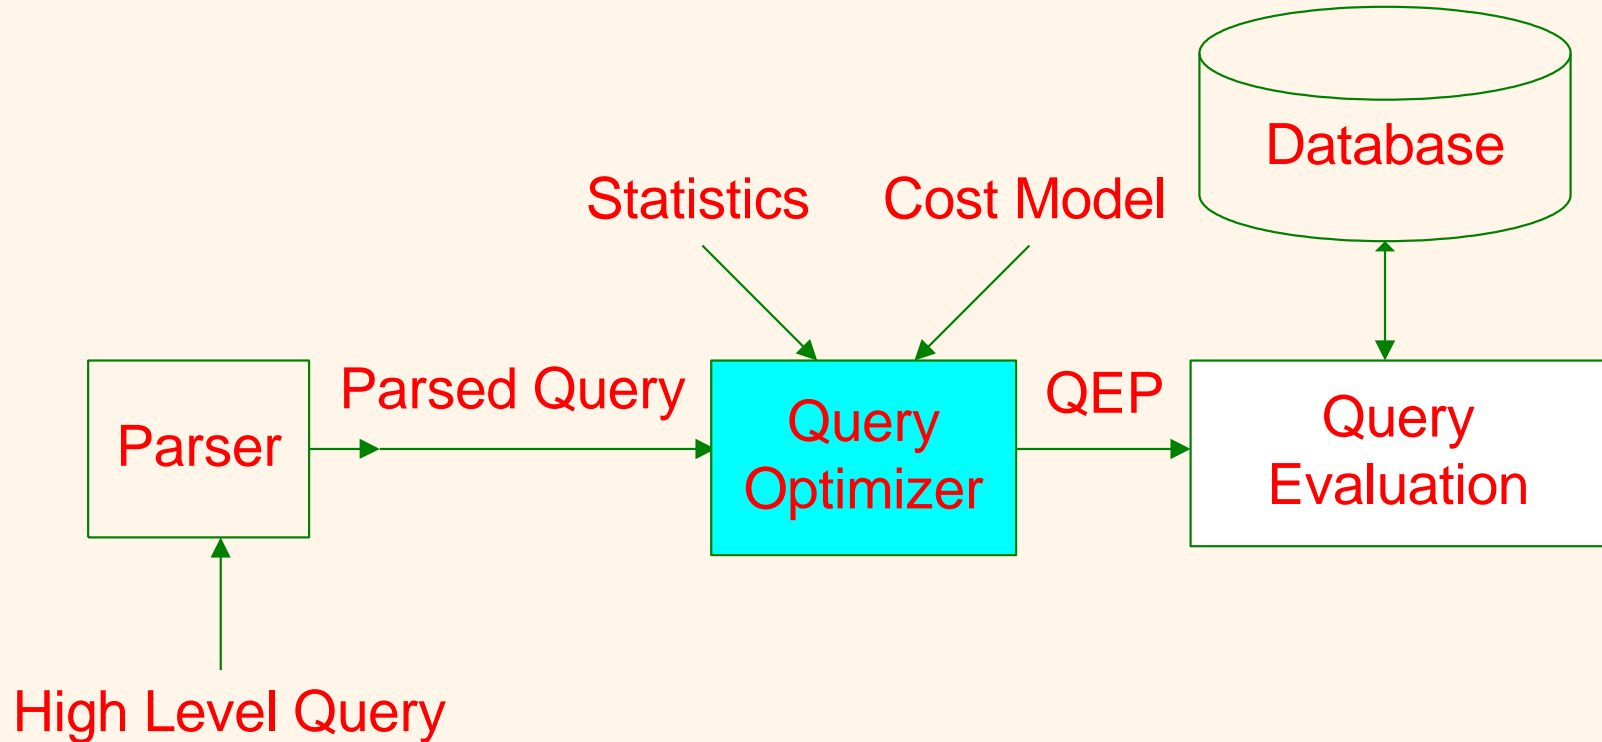 Database
Statistics
Cost Model
Parsed Query
QEP
Parser
Query
Optimizer
Query
Evaluation
High Level Query